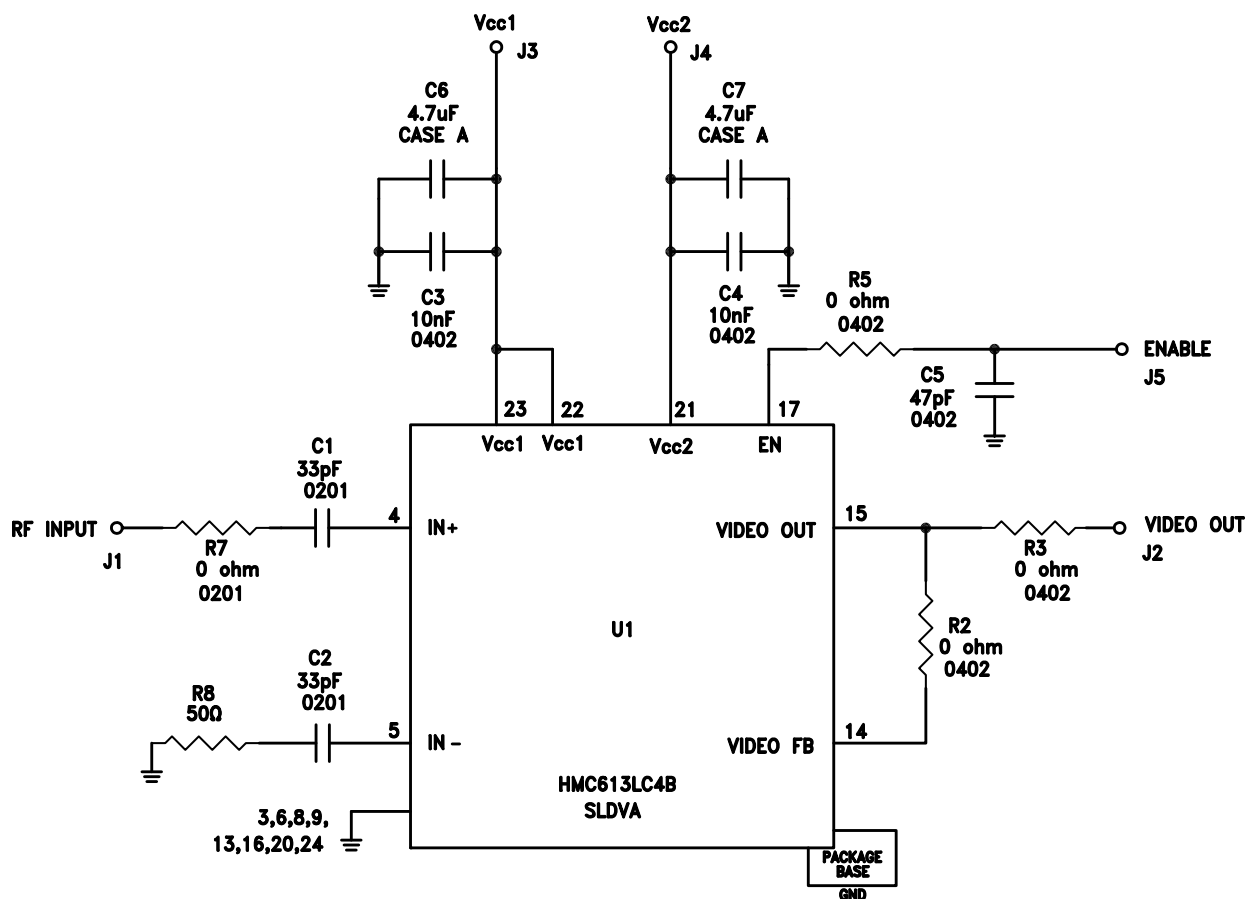 Vcc1
J3
Vcc2
J4
C6
4.7uF
CASE A
C7
4.7uF
CASE A
C3
10nF
0402
C4
10nF
0402
R5
0 ohm
0402
ENABLE
J5
C5
47pF
0402
23
22
21
17
Vcc1
Vcc1
Vcc2
EN
C1
33pF
0201
RF INPUT
J1
R7
0 ohm
0201
4
IN+
VIDEO OUT
15
VIDEO OUT
J2
R3
0 ohm
0402
U1
R2
0 ohm
0402
C2
33pF
0201
R8
50Ω
5
IN-
VIDEO FB
14
HMC613LC4B
SLDVA
3,6,8,9,
13,16,20,24
PACKAGE
BASE
GND